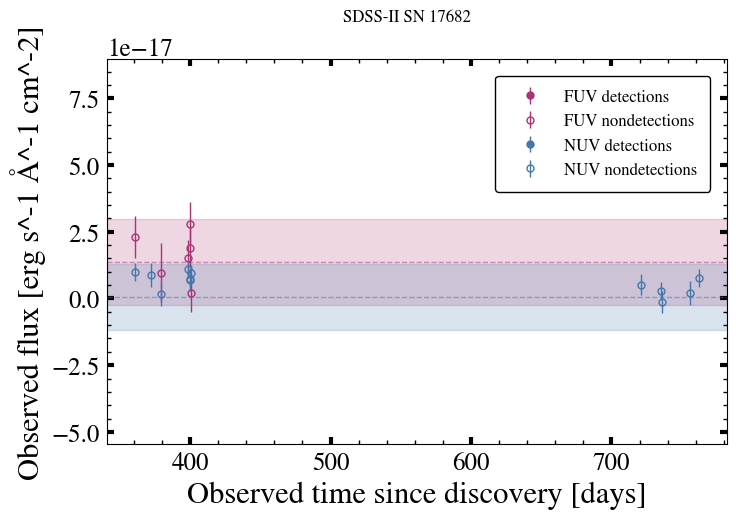 SDSS-II SN 17682
1e−17
Observed flux [erg s^-1 Å^-1 cm^-2]
7.5
5.0
2.5
0.0
−2.5
−5.0
FUV detections
FUV nondetections
NUV detections
NUV nondetections
400
500
600
700
Observed time since discovery [days]